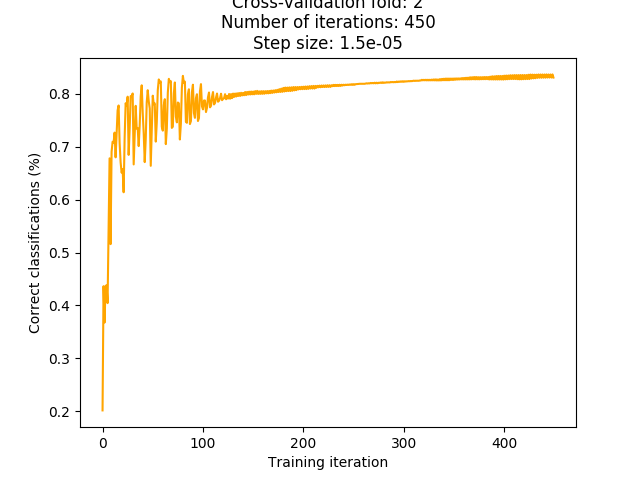 Cross-validation fold: 2
Number of iterations: 450
Step size: 1.5e-05
0.8
0.7
0.6
0.5
0.4
0.3
0.2
Correct classifications (%)
0
100
200
300
400
Training iteration